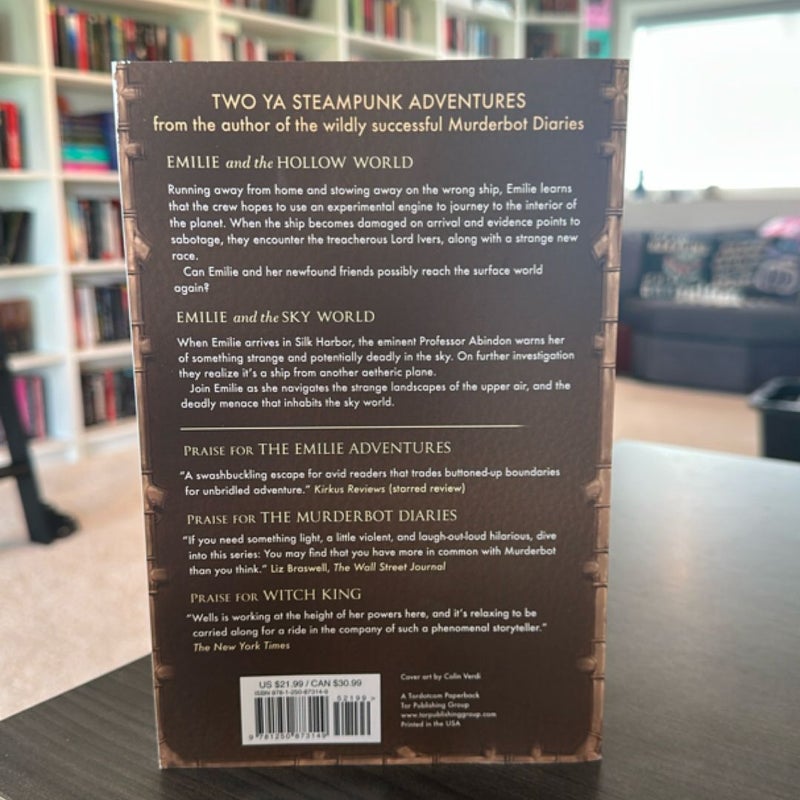 TWO YA STEAMPUNK ADVENTURES
from the author of the wildly successful Murderbot Diaries
EMILIE and the HOLLOW WORLD
Running away from home and stowing away on the wrong ship, Emilie learns
that the crew hopes to use an experimental engine to journey to the interior of
the planet. When the ship becomes damaged on arrival and evidence points to
sabotage, they encounter the treacherous Lord Ivers, along with a strange new
race.
Can Emilie and her newfound friends possibly reach the surface world
again?
EMILIE and the SKY WORLD
When Emilie arrives in Silk Harbor, the eminent Professor Abindon warns her
of something strange and potentially deadly in the sky. On further investigation
they realize it's a ship from another aetheric plane.
Join Emilie as she navigates the strange landscapes of the upper air, and the
deadly menace that inhabits the sky world.
PRAISE FOR THE EMILIE ADVENTURES
"A swashbuckling escape for avid readers that trades buttoned-up boundaries
for unbridled adventure." Kirkus Reviews (starred review)
PRAISE FOR THE MURDERBOT DIARIES
"If you need something light, a little violent, and laugh-out-loud hilarious, dive
into this series: You may find that you have more in common with Murderbot
than you think." Liz Braswell, The Wall Street Journal
PRAISE FOR WITCH KING
"Wells is working at the height of her powers here, and it's relaxing to be
carried along for a ride in the company of such a phenomenal storyteller."
The New York Times
US $21.99 / CAN $30.99
ISBN 978-1-250-87314-9
52199 >
9 781250 873149
Cover art by Colin Verdi
A Tordotcom Paperback
Tor Publishing Group
www.torpublishinggroup.com
Printed in the USA